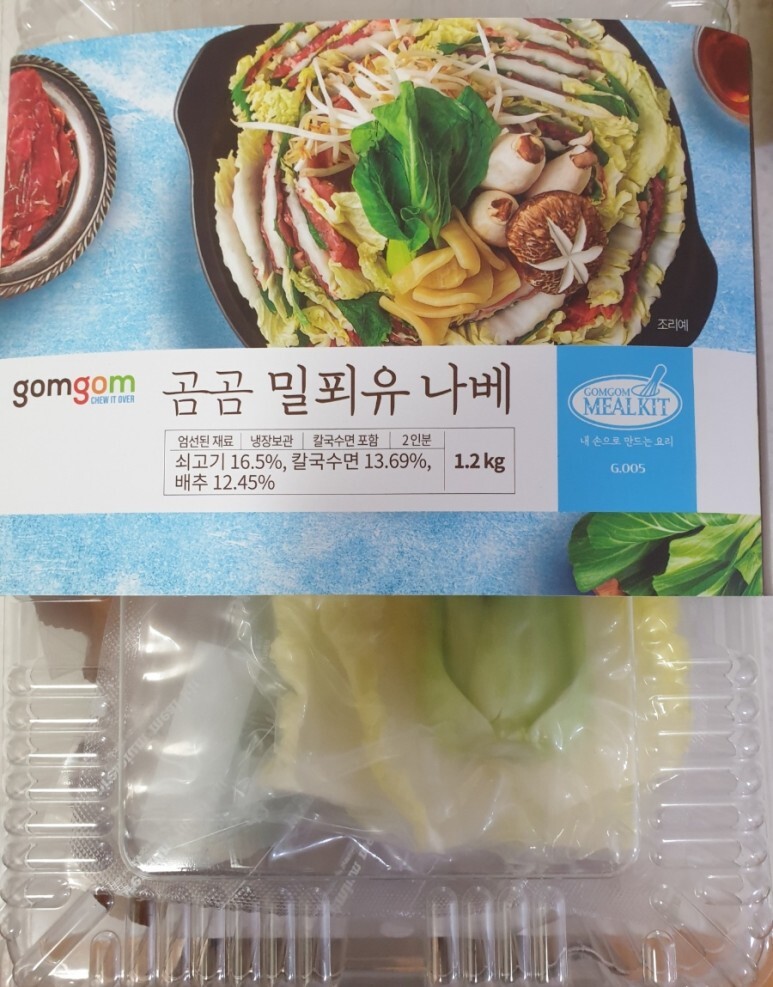 조리예
gomgom
CHEW IT OVER
곰곰 밀푀유 나베
엄선된 재료 냉장보관 칼국수면 포함 2인분
쇠고기 16.5%, 칼국수면 13.69%,
배추 12.45%
1.2 kg
GOMGOM
MEALKIT
내 손으로 만드는 요리
G.005